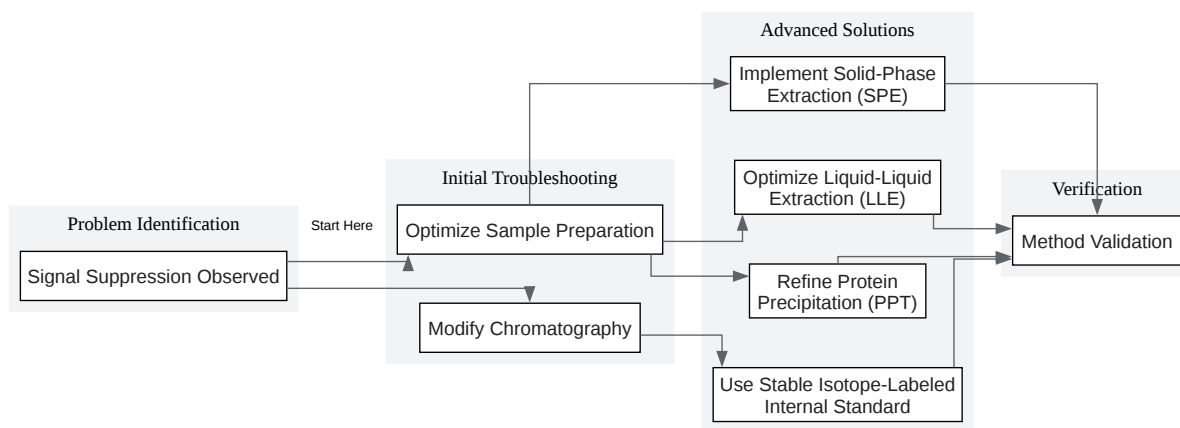 Problem Identification
Signal Suppression Observed
Start Here
Initial Troubleshooting
Optimize Sample Preparation
Modify Chromatography
Advanced Solutions
Implement Solid-Phase
Extraction (SPE)
Optimize Liquid-Liquid
Extraction (LLE)
Refine Protein
Precipitation (PPT)
Use Stable Isotope-Labeled
Internal Standard
Verification
Method Validation